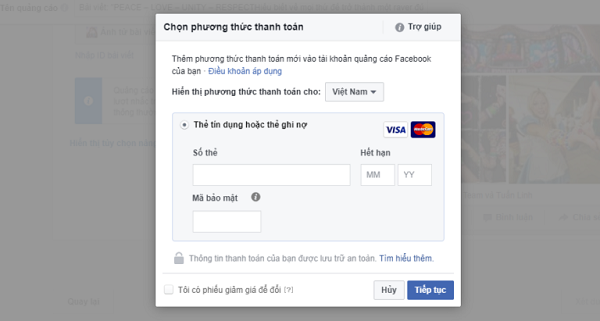 Chọn phương thức thanh toán
Trợ giúp
Thêm phương thức thanh toán mới vào tài khoản quảng cáo Facebook
của bạn · Điều khoản áp dụng
Hiển thị phương thức thanh toán cho: Việt Nam
Thẻ tín dụng hoặc thẻ ghi nợ
VISA MasterCard
Số thẻ
Hết hạn
MM YY
Mã bảo mật
Thông tin thanh toán của bạn được lưu trữ an toàn. Tìm hiểu thêm.
Tôi có phiếu giảm giá để đổi [?]
Hủy Tiếp tục
Quay lại